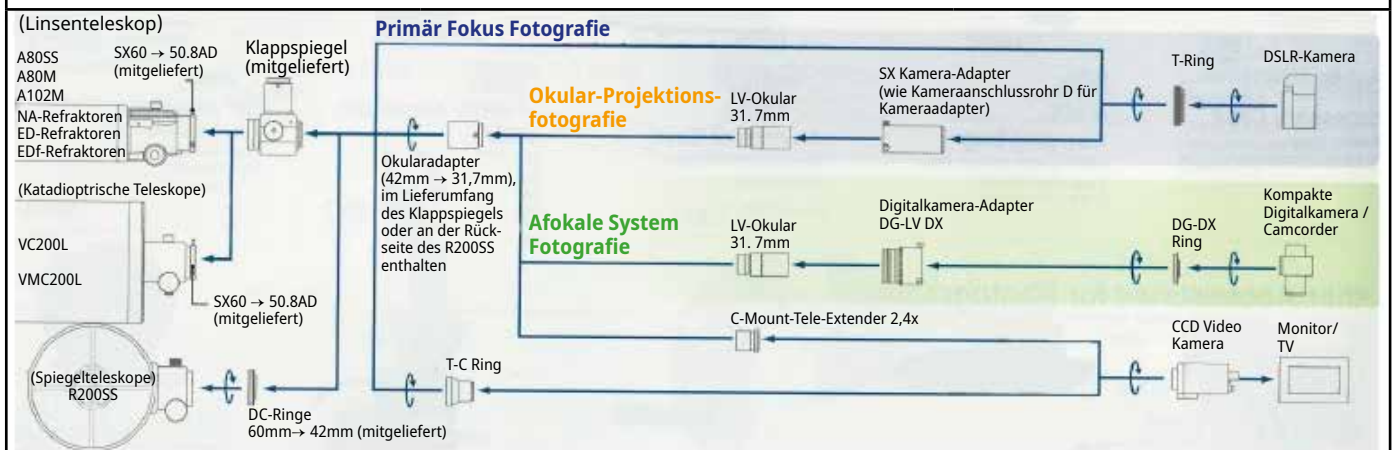 (Linsenteleskop)
A80SS
A80M
A102M
NA-Refraktoren
ED-Refraktoren
EDf-Refraktoren
SX60 → 50.8AD
(mitgeliefert)
Klappspiegel
(mitgeliefert)
(Katadioptrische Teleskope)
VC200L
VMC200L
SX60 → 50.8AD
(mitgeliefert)
(Spiegelteleskope)
R200SS
DC-Ringe
60mm→ 42mm (mitgeliefert)
Primär Fokus Fotografie
Okularadapter
(42mm → 31,7mm),
im Lieferumfang
des Klappspiegels
oder an der Rück-
seite des R200SS
enthalten
T-C Ring
Okular-Projektions-
fotografie
LV-Okular
31. 7mm
SX Kamera-Adapter
(wie Kameraanschlussrohr D für
Kameraadapter)
T-Ring
DSLR-Kamera
Afokale System
Fotografie
LV-Okular
31. 7mm
Digitalkamera-Adapter
DG-LV DX
DG-DX
Ring
Kompakte
Digitalkamera /
Camcorder
C-Mount-Tele-Extender 2,4x
CCD Video
Kamera
Monitor/
TV